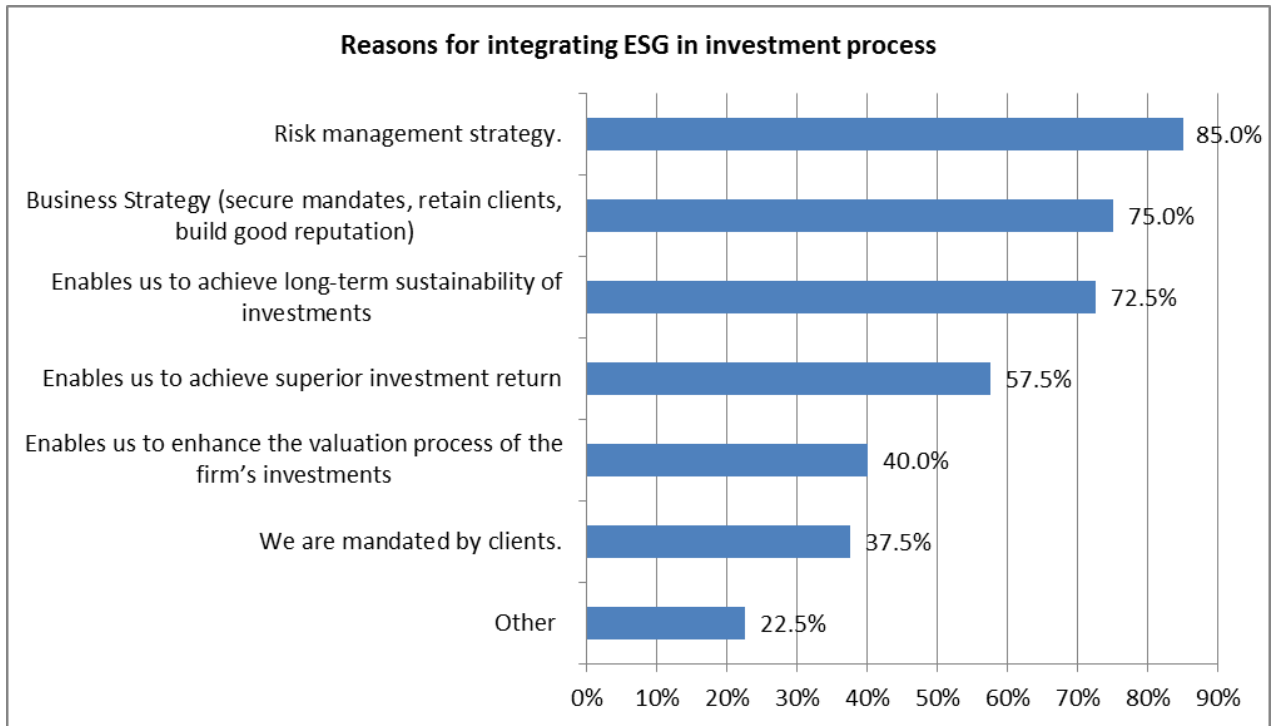 Reasons for integrating ESG in investment process
Risk management strategy.
85.0%
Business Strategy (secure mandates, retain clients,
build good reputation)
75.0%
Enables us to achieve long-term sustainability of
investments
72.5%
Enables us to achieve superior investment return
57.5%
Enables us to enhance the valuation process of the
firm’s investments
40.0%
We are mandated by clients.
37.5%
Other
22.5%
0% 10% 20% 30% 40% 50% 60% 70% 80% 90%